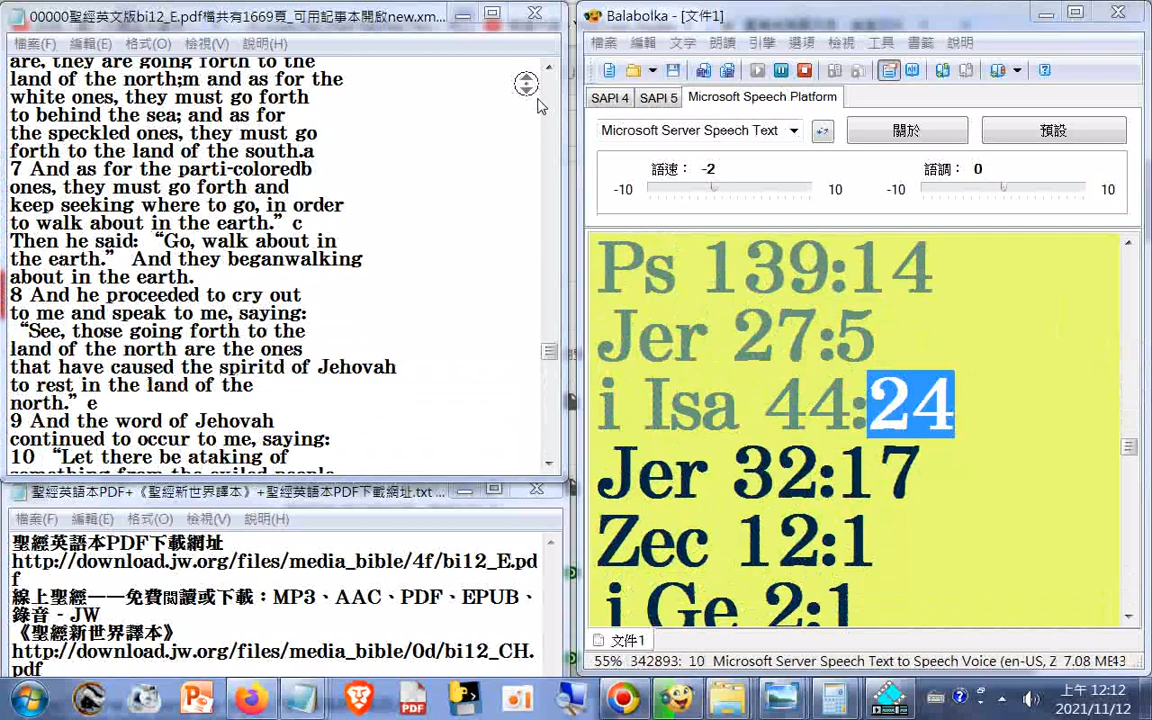 00000聖經英文版bi12_E.pdf檔共有1669頁_可用記事本開啟new.xm...
檔案(F) 編輯(E) 格式(O) 檢視(V) 說明(H)
are, they are going forth to the
land of the north;m and as for the
white ones, they must go forth
to behind the sea; and as for
the speckled ones, they must go
forth to the land of the south.a
7 And as for the parti-coloredb
ones, they must go forth and
keep seeking where to go, in order
to walk about in the earth.” c
Then he said: “Go, walk about in
the earth.” And they beganwalking
about in the earth.
8 And he proceeded to cry out
to me and speak to me, saying:
“See, those going forth to the
land of the north are the ones
that have caused the spiritd of Jehovah
to rest in the land of the
north.” e
9 And the word of Jehovah
continued to occur to me, saying:
10 “Let there be ataking of
something from the exiled people
聖經英語本PDF+《聖經新世界譯本》+聖經英語本PDF下載網址.txt ...
檔案(F) 編輯(E) 格式(O) 檢視(V) 說明(H)
聖經英語本PDF下載網址
http://download.jw.org/files/media_bible/4f/bi12_E.pd
f
線上聖經——免費閱讀或下載：MP3、AAC、PDF、EPUB、
錄音 - JW
《聖經新世界譯本》
http://download.jw.org/files/media_bible/0d/bi12_CH.
pdf
Balabolka - [文件1]
檔案 編輯 文字 朗讀 引擎 選項 檢視 工具 書籤 說明
SAPI 4 SAPI 5 Microsoft Speech Platform
Microsoft Server Speech Text 關於 預設
語速： -2 語調： 0
-10 10 -10 10
Ps 139:14
Jer 27:5
i Isa 44:24
Jer 32:17
Zec 12:1
j Ge 2:1
文件1
55% 342893: 10 Microsoft Server Speech Text to Speech Voice (en-US, Z 7.08 MB
PDF
上午 12:12
2021/11/12